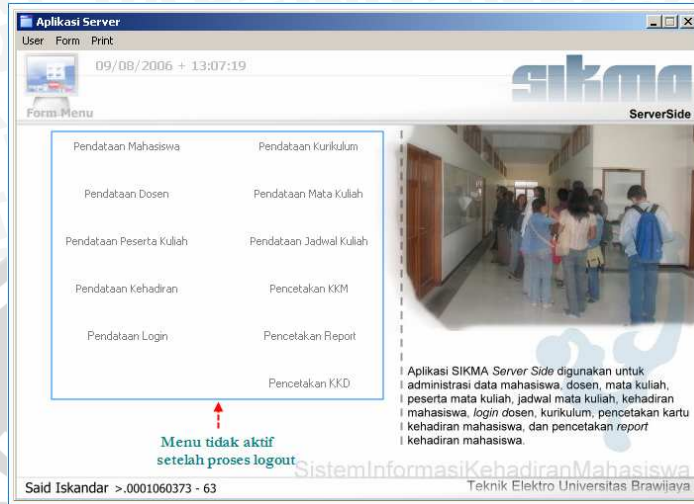 Aplikasi Server
User Form Print
09/08/2006 + 13:07:19
sikma
Form Menu
ServerSide
Pendataan Mahasiswa
Pendataan Kurikulum
Pendataan Dosen
Pendataan Mata Kuliah
Pendataan Peserta Kuliah
Pendataan Jadwal Kuliah
Pendataan Kehadiran
Pencetakan KKM
Pendataan Login
Pencetakan Report
Pencetakan KKD
Menu tidak aktif
setelah proses logout
Aplikasi SIKMA Server Side digunakan untuk
administrasi data mahasiswa, dosen, mata kuliah,
peserta mata kuliah, jadwal mata kuliah, kehadiran
mahasiswa, login dosen, kurikulum, pencetakan kartu
kehadiran mahasiswa, dan pencetakan report
kehadiran mahasiswa.
SistemInformasiKehadiranMahasiswa
Said Iskandar >.0001060373 - 63
Teknik Elektro Universitas Brawijaya